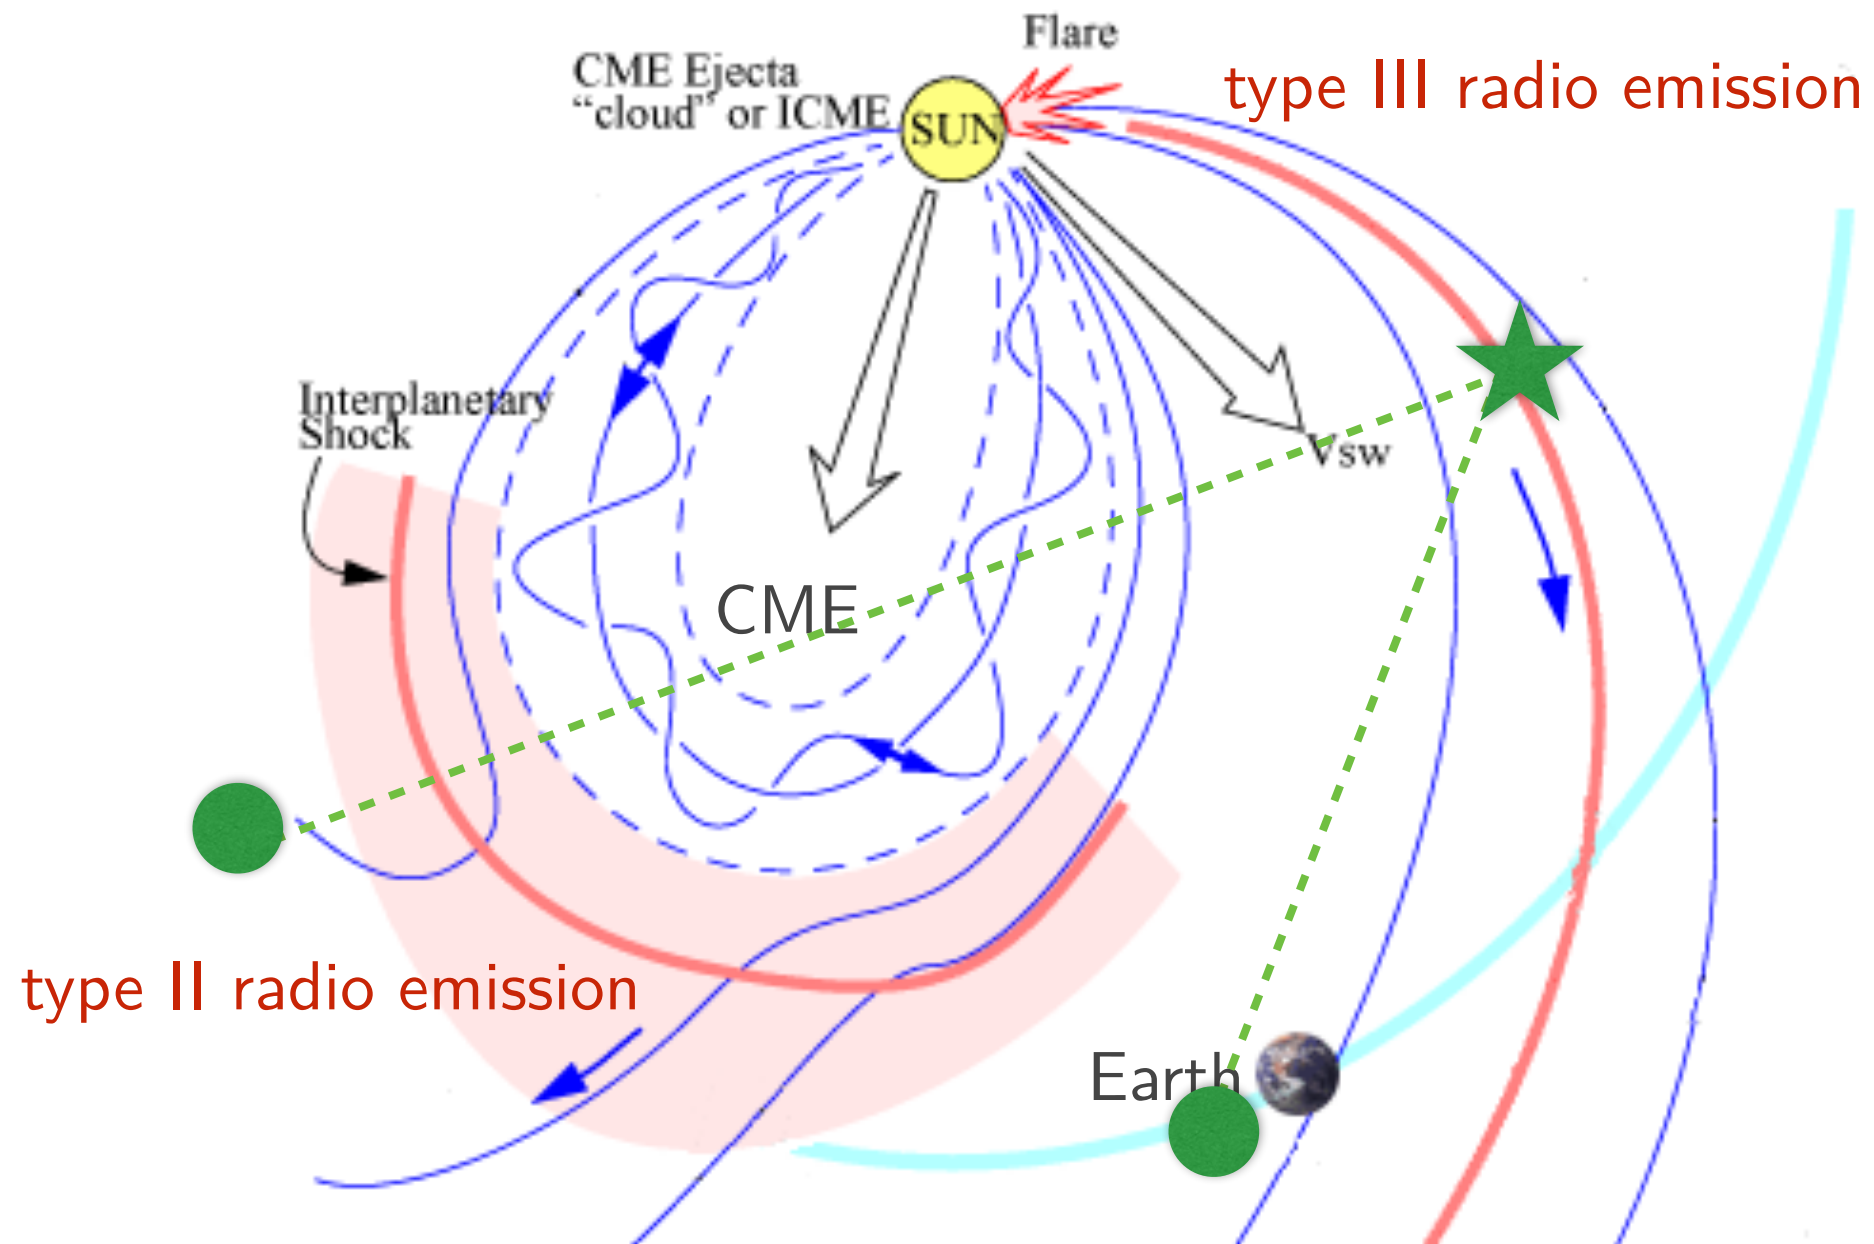 Flare
CME Ejecta
“cloud” or ICME
SUN
type III radio emission
Interplanetary
Shock
Vsw
CME
type II radio emission
Earth